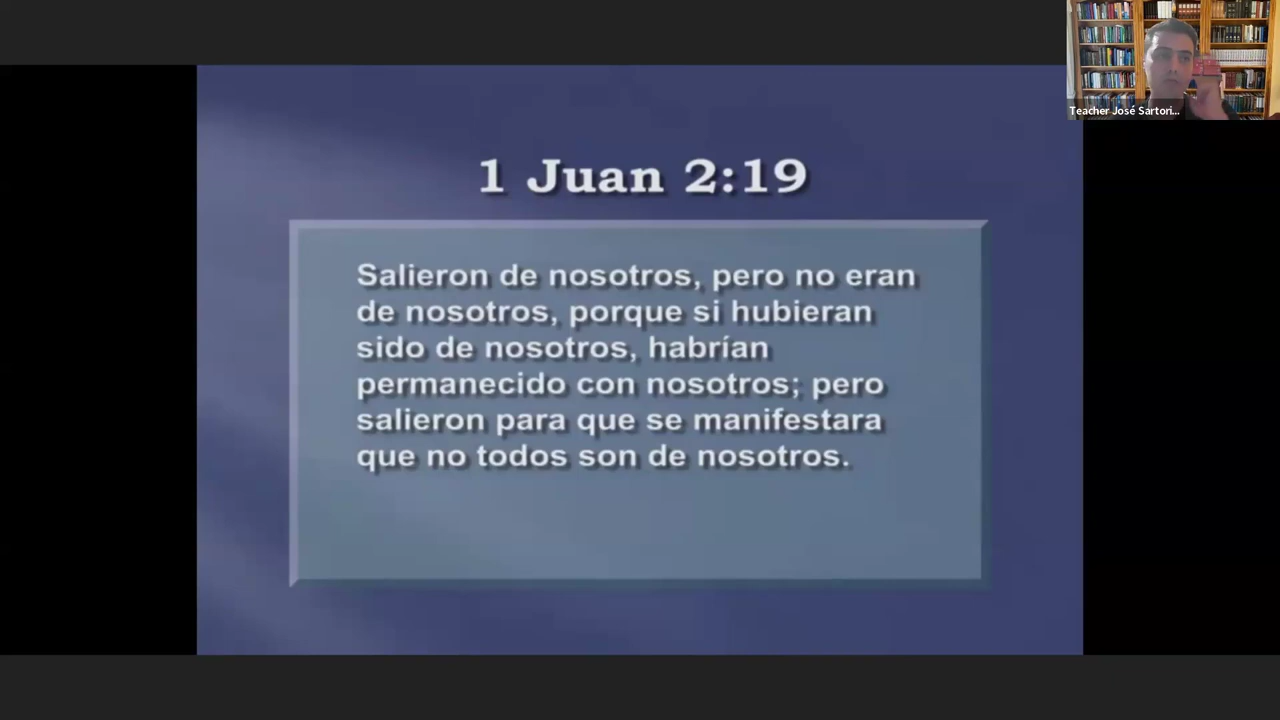 Teacher José Sartori...
1 Juan 2:19
Salieron de nosotros, pero no eran
de nosotros, porque si hubieran
sido de nosotros, habrían
permanecido con nosotros; pero
salieron para que se manifestara
que no todos son de nosotros.